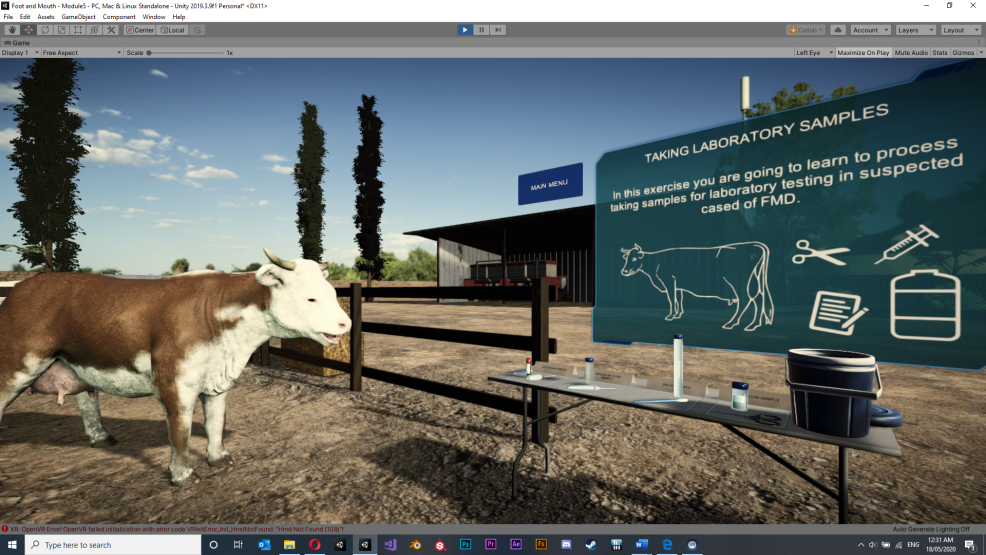 Foot and Mouth - Module5 - PC, Mac & Linux Standalone - Unity 2019.3.9f1 Personal* <DX11>
File Edit Assets GameObject Component Window Help
Center Local Collab Account Layers Layout
Game
Display 1 Free Aspect Scale 1x Left Eye Maximize On Play Mute Audio Stats Gizmos
TAKING LABORATORY SAMPLES
MAIN MENU
In this exercise you are going to learn to process
taking samples for laboratory testing in suspected
cased of FMD.
XR: OpenVR Error! OpenVR failed initialization with error code VRInitError_Init_HmdNotFound: "Hmd Not Found (108)"!
Auto Generate Lighting Off
Type here to search
ENG
12:31 AM
18/05/2020